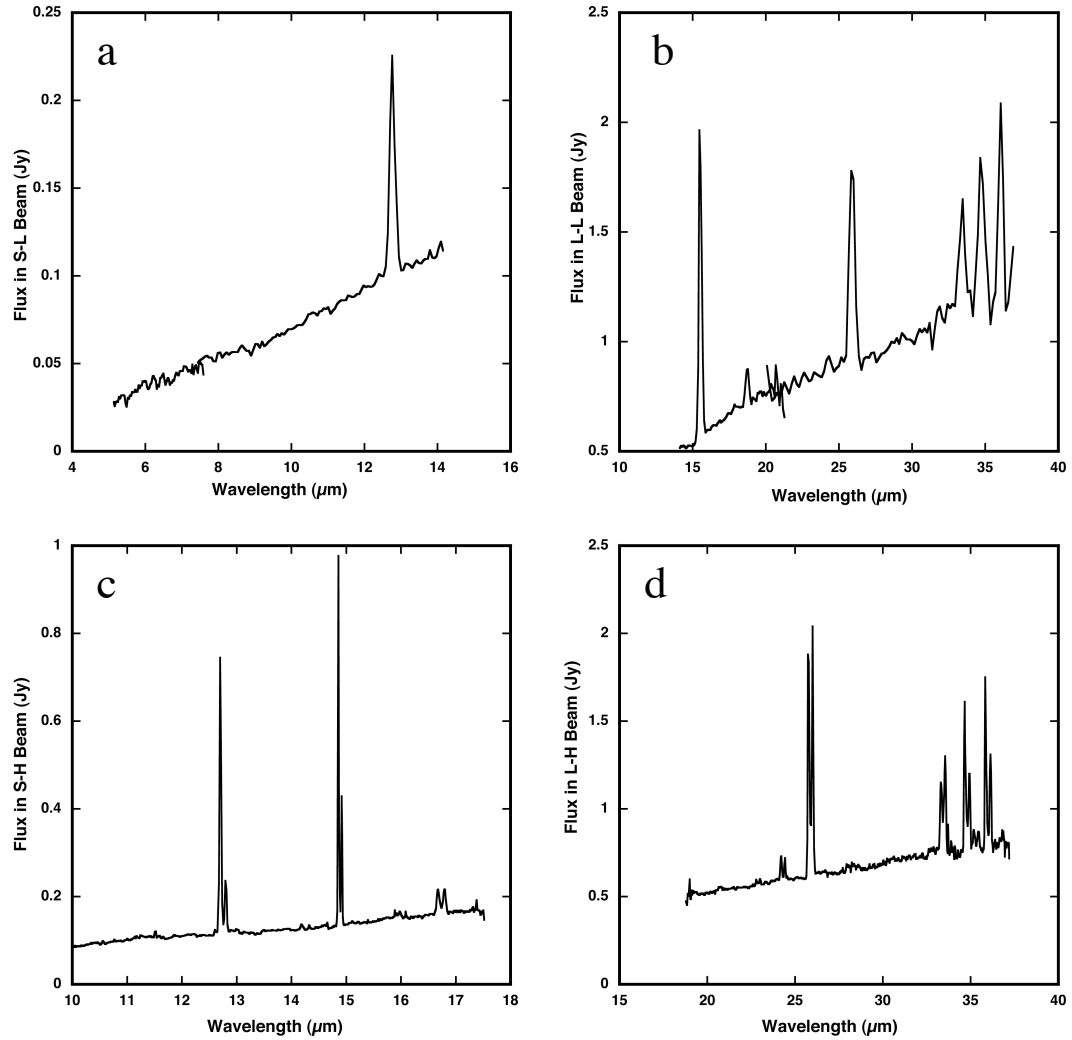 a
Flux in S-L Beam (Jy)
0.25
0.2
0.15
0.1
0.05
0
4 6 8 10 12 14 16
Wavelength (µm)
b
Flux in L-L Beam (Jy)
2.5
2
1.5
1
0.5
10 15 20 25 30 35 40
Wavelength (µm)
c
Flux in S-H Beam (Jy)
1
0.8
0.6
0.4
0.2
0
10 11 12 13 14 15 16 17 18
Wavelength (µm)
d
Flux in L-H Beam (Jy)
2.5
2
1.5
1
0.5
0
15 20 25 30 35 40
Wavelength (µm)